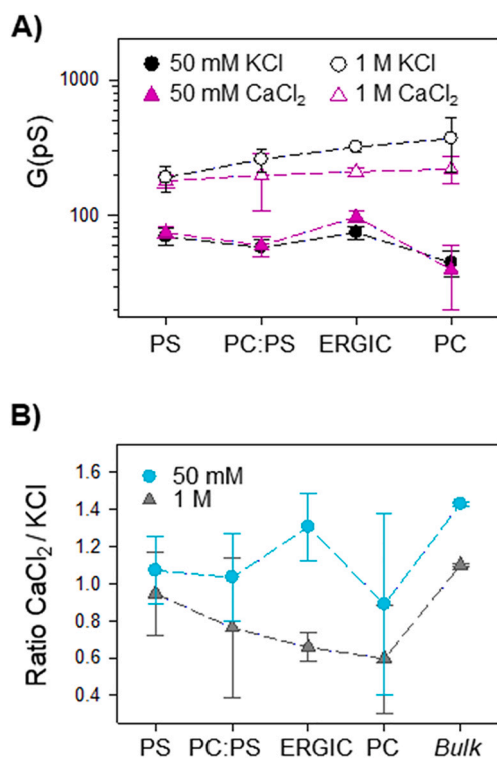 A)
50 mM KCl
1 M KCl
50 mM CaCl₂
1 M CaCl₂
G(pS)
1000
100
PS PC:PS ERGIC PC
B)
50 mM
1 M
Ratio CaCl₂ / KCl
1.6
1.4
1.2
1.0
0.8
0.6
0.4
PS PC:PS ERGIC PC Bulk